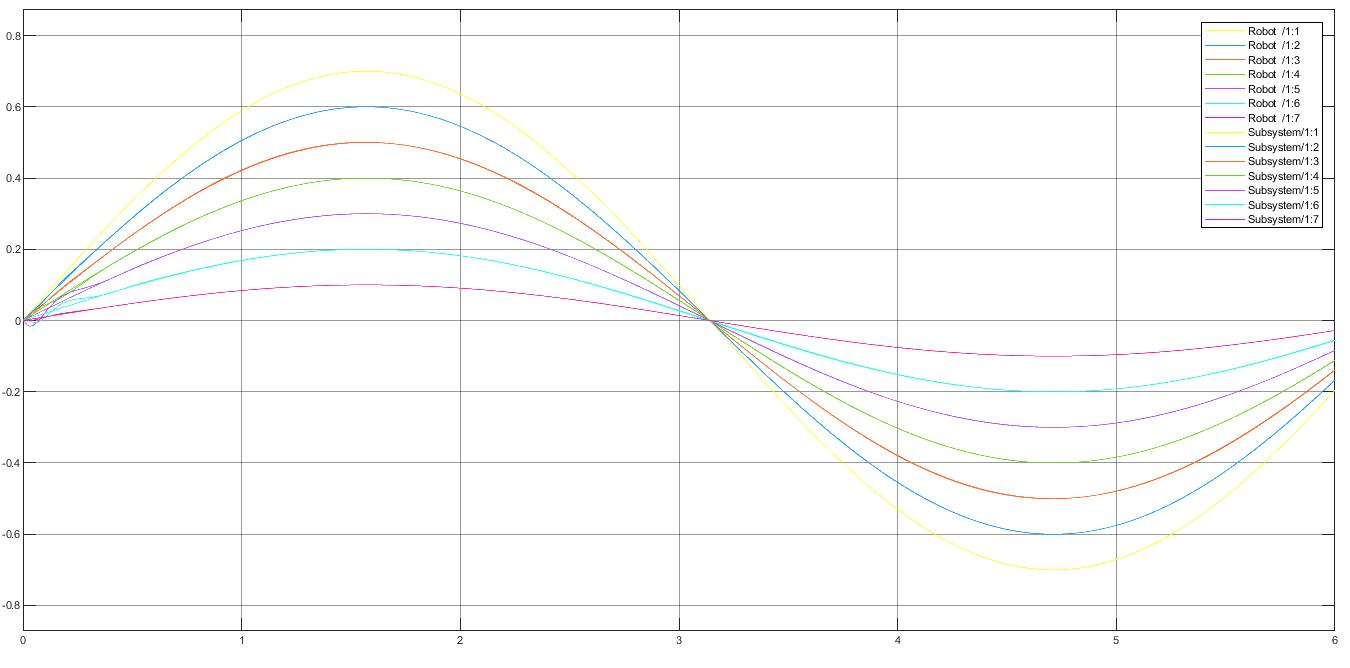 0.8
0.6
0.4
0.2
0
-0.2
-0.4
-0.6
-0.8
0 1 2 3 4 5 6
Robot /1:1
Robot /1:2
Robot /1:3
Robot /1:4
Robot /1:5
Robot /1:6
Robot /1:7
Subsystem/1:1
Subsystem/1:2
Subsystem/1:3
Subsystem/1:4
Subsystem/1:5
Subsystem/1:6
Subsystem/1:7